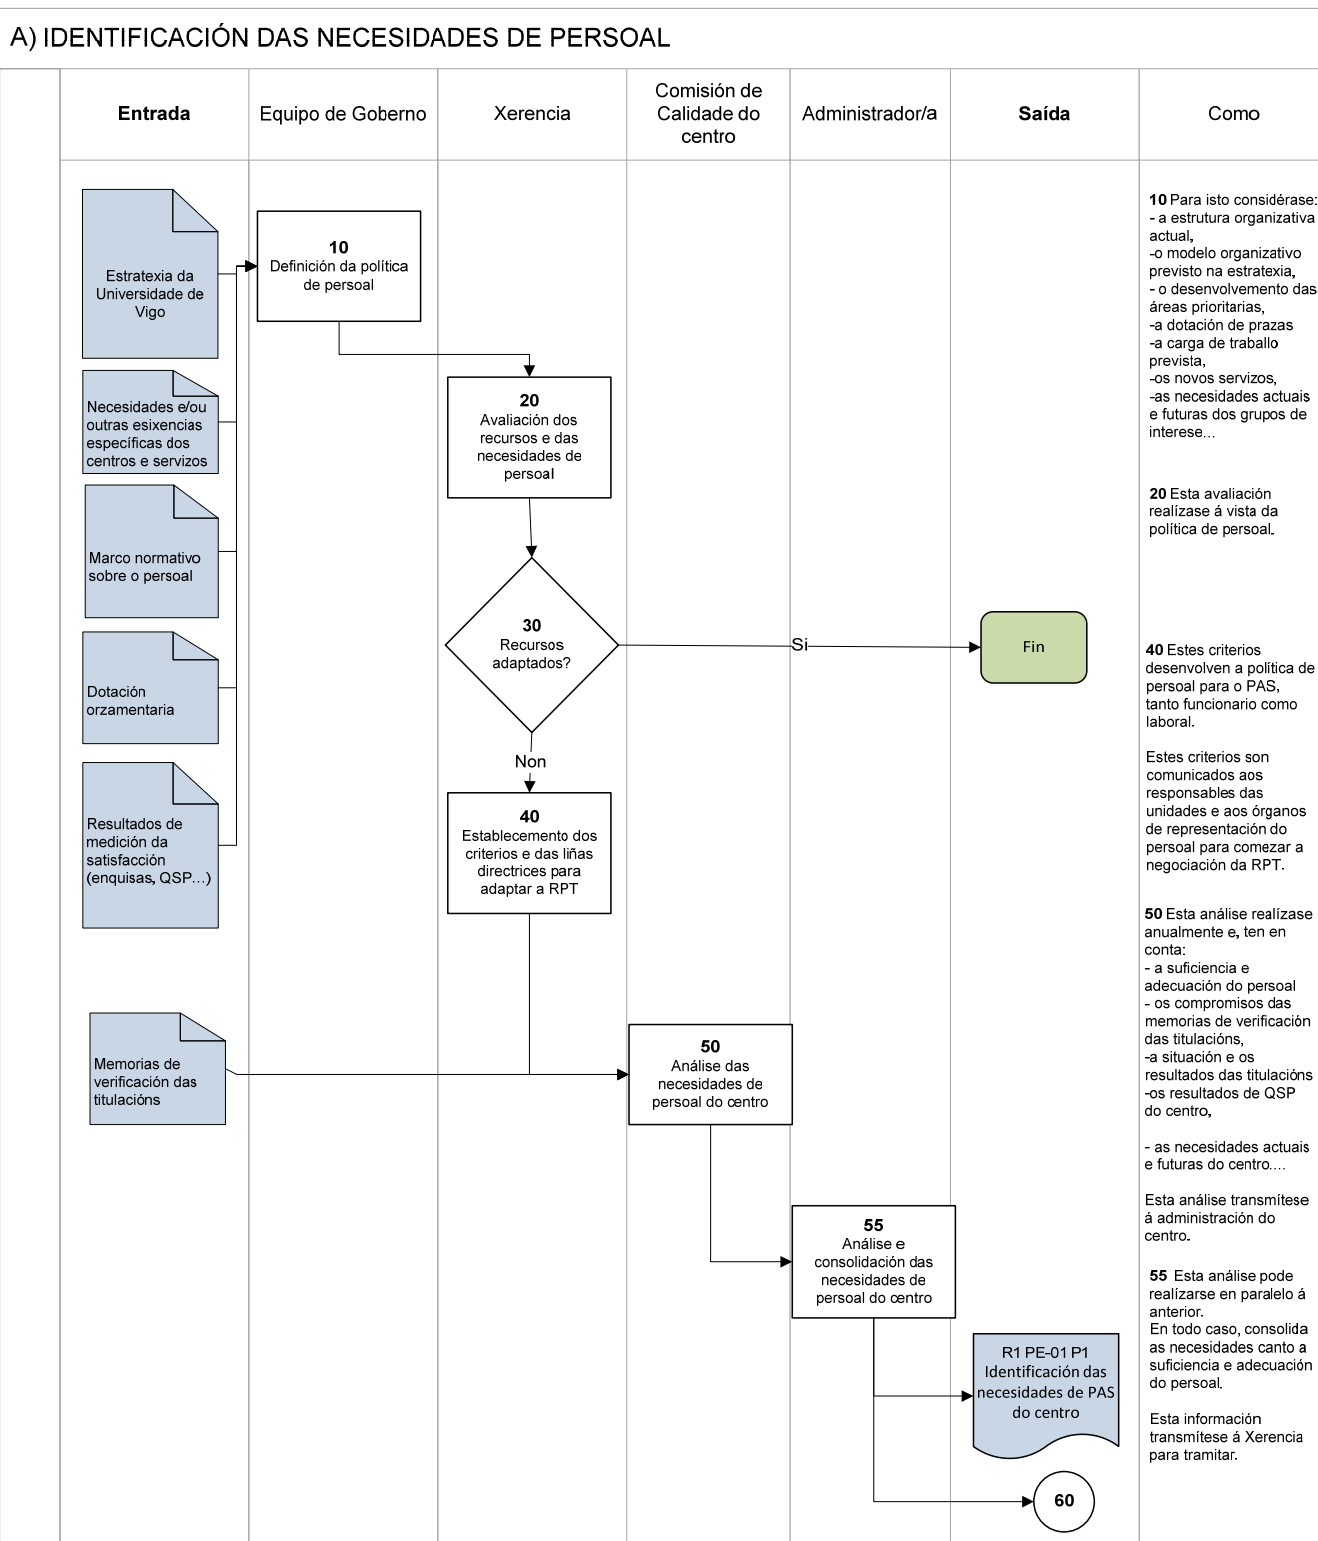 A) IDENTIFICACIÓN DAS NECESIDADES DE PERSOAL
Entrada
Equipo de Goberno
Xerencia
Comisión de
Calidade do
centro
Administrador/a
Saída
Como
Estratexia da
Universidade de
Vigo
Necesidades e/ou
outras esixencias
específicas dos
centros e servizos
Marco normativo
sobre o persoal
Dotación
orzamentaria
Resultados de
medición da
satisfacción
(enquisas, QSP...)
Memorias de
verificación das
titulacións
10
Definición da política
de persoal
20
Avaliación dos
recursos e das
necesidades de
persoal
30
Recursos
adaptados?
Si
Non
Fin
40
Establecemento dos
criterios e das liñas
directrices para
adaptar a RPT
50
Análise das
necesidades de
persoal do centro
55
Análise e
consolidación das
necesidades de
persoal do centro
R1 PE-01 P1
Identificación das
necesidades de PAS
do centro
60
10 Para isto considérase:
- a estrutura organizativa
actual,
-o modelo organizativo
previsto na estratexia,
- o desenvolvemento das
áreas prioritarias,
-a dotación de prazas
-a carga de traballo
prevista,
-os novos servizos,
-as necesidades actuais
e futuras dos grupos de
interese...
20 Esta avaliación
realízase á vista da
política de persoal.
40 Estes criterios
desenvolven a política de
persoal para o PAS,
tanto funcionario como
laboral.
Estes criterios son
comunicados aos
responsables das
unidades e aos órganos
de representación do
persoal para comezar a
negociación da RPT.
50 Esta análise realízase
anualmente e, ten en
conta:
- a suficiencia e
adecuación do persoal
- os compromisos das
memorias de verificación
das titulacións,
-a situación e os
resultados das titulacións
-os resultados de QSP
do centro,
- as necesidades actuais
e futuras do centro....
Esta análise transmítese
á administración do
centro.
55 Esta análise pode
realizarse en paralelo á
anterior.
En todo caso, consolida
as necesidades canto a
suficiencia e adecuación
do persoal.
Esta información
transmítese á Xerencia
para tramitar.